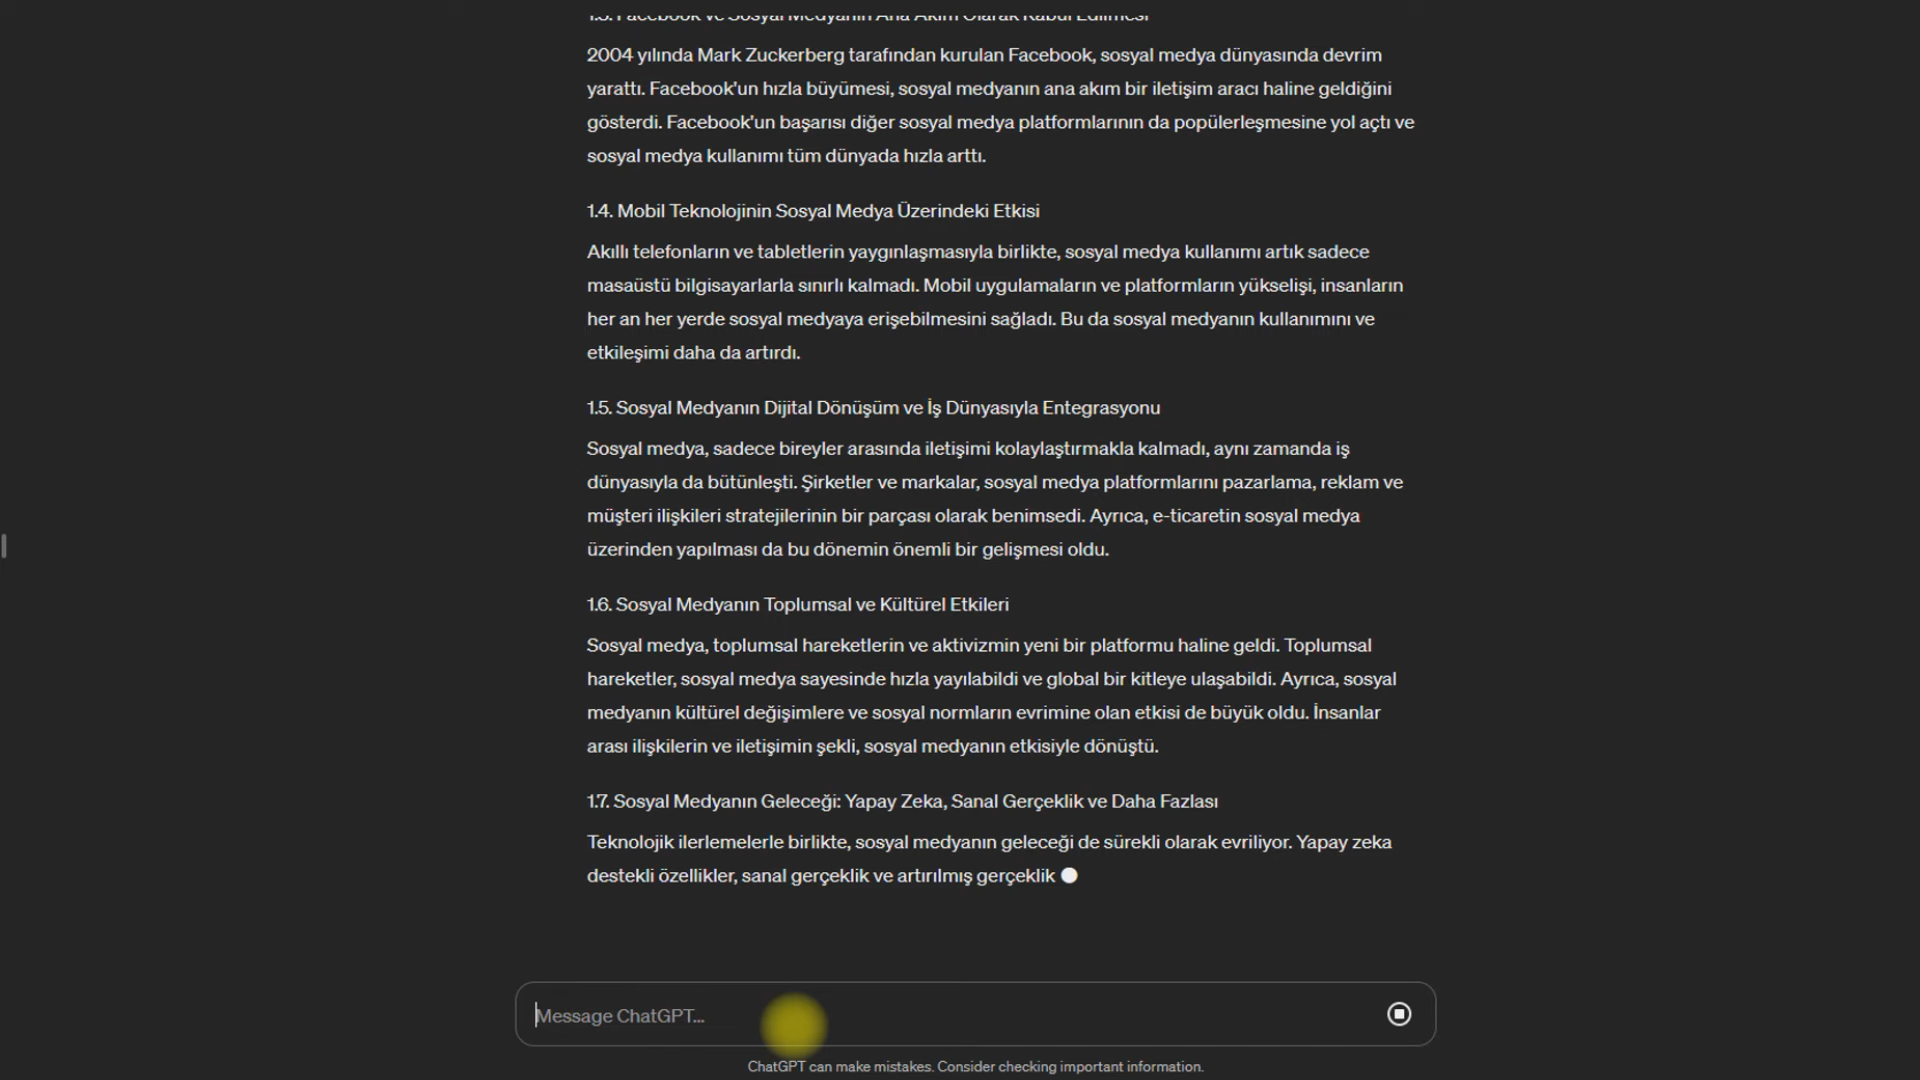 1.3. Facebook ve Sosyal Medyanın Ana Akım Olarak Kabul Edilmesi
2004 yılında Mark Zuckerberg tarafından kurulan Facebook, sosyal medya dünyasında devrim
yarattı. Facebook'un hızla büyümesi, sosyal medyanın ana akım bir iletişim aracı haline geldiğini
gösterdi. Facebook'un başarısı diğer sosyal medya platformlarının da popülerleşmesine yol açtı ve
sosyal medya kullanımı tüm dünyada hızla arttı.
1.4. Mobil Teknolojinin Sosyal Medya Üzerindeki Etkisi
Akıllı telefonların ve tabletlerin yaygınlaşmasıyla birlikte, sosyal medya kullanımı artık sadece
masaüstü bilgisayarlarla sınırlı kalmadı. Mobil uygulamaların ve platformların yükselişi, insanların
her an her yerde sosyal medyaya erişebilmesini sağladı. Bu da sosyal medyanın kullanımını ve
etkileşimi daha da artırdı.
1.5. Sosyal Medyanın Dijital Dönüşüm ve İş Dünyasıyla Entegrasyonu
Sosyal medya, sadece bireyler arasında iletişimi kolaylaştırmakla kalmadı, aynı zamanda iş
dünyasıyla da bütünleşti. Şirketler ve markalar, sosyal medya platformlarını pazarlama, reklam ve
müşteri ilişkileri stratejilerinin bir parçası olarak benimsedi. Ayrıca, e-ticaretin sosyal medya
üzerinden yapılması da bu dönemin önemli bir gelişmesi oldu.
1.6. Sosyal Medyanın Toplumsal ve Kültürel Etkileri
Sosyal medya, toplumsal hareketlerin ve aktivizmin yeni bir platformu haline geldi. Toplumsal
hareketler, sosyal medya sayesinde hızla yayılabildi ve global bir kitleye ulaşabildi. Ayrıca, sosyal
medyanın kültürel değişimlere ve sosyal normların evrimine olan etkisi de büyük oldu. İnsanlar
arası ilişkilerin ve iletişimin şekli, sosyal medyanın etkisiyle dönüştü.
1.7. Sosyal Medyanın Geleceği: Yapay Zeka, Sanal Gerçeklik ve Daha Fazlası
Teknolojik ilerlemelerle birlikte, sosyal medyanın geleceği de sürekli olarak evriliyor. Yapay zeka
destekli özellikler, sanal gerçeklik ve artırılmış gerçeklik
Message ChatGPT...
ChatGPT can make mistakes. Consider checking important information.